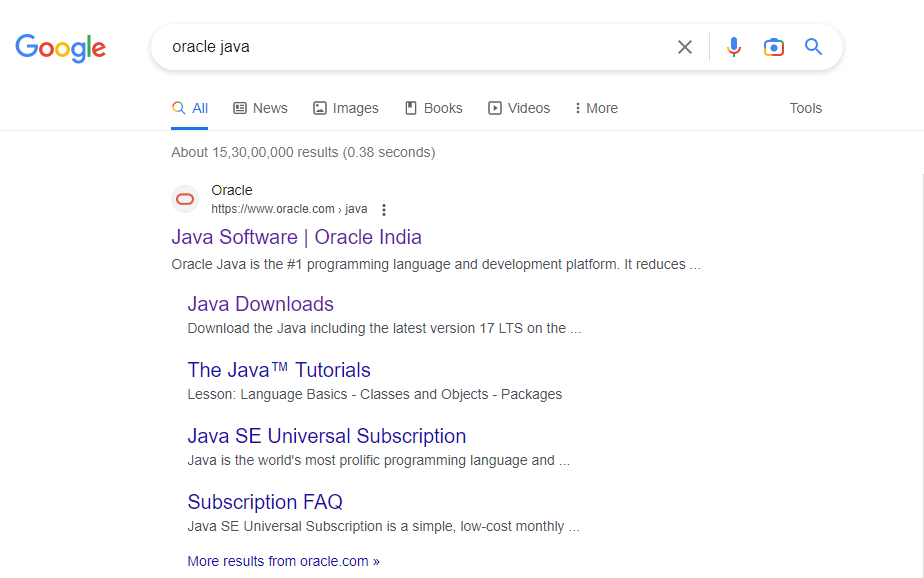 Google
oracle java
All News Images Books Videos More Tools
About 15,30,00,000 results (0.38 seconds)
Oracle
https://www.oracle.com › java
Java Software | Oracle India
Oracle Java is the #1 programming language and development platform. It reduces ...
Java Downloads
Download the Java including the latest version 17 LTS on the ...
The Java™ Tutorials
Lesson: Language Basics - Classes and Objects - Packages
Java SE Universal Subscription
Java is the world's most prolific programming language and ...
Subscription FAQ
Java SE Universal Subscription is a simple, low-cost monthly ...
More results from oracle.com »